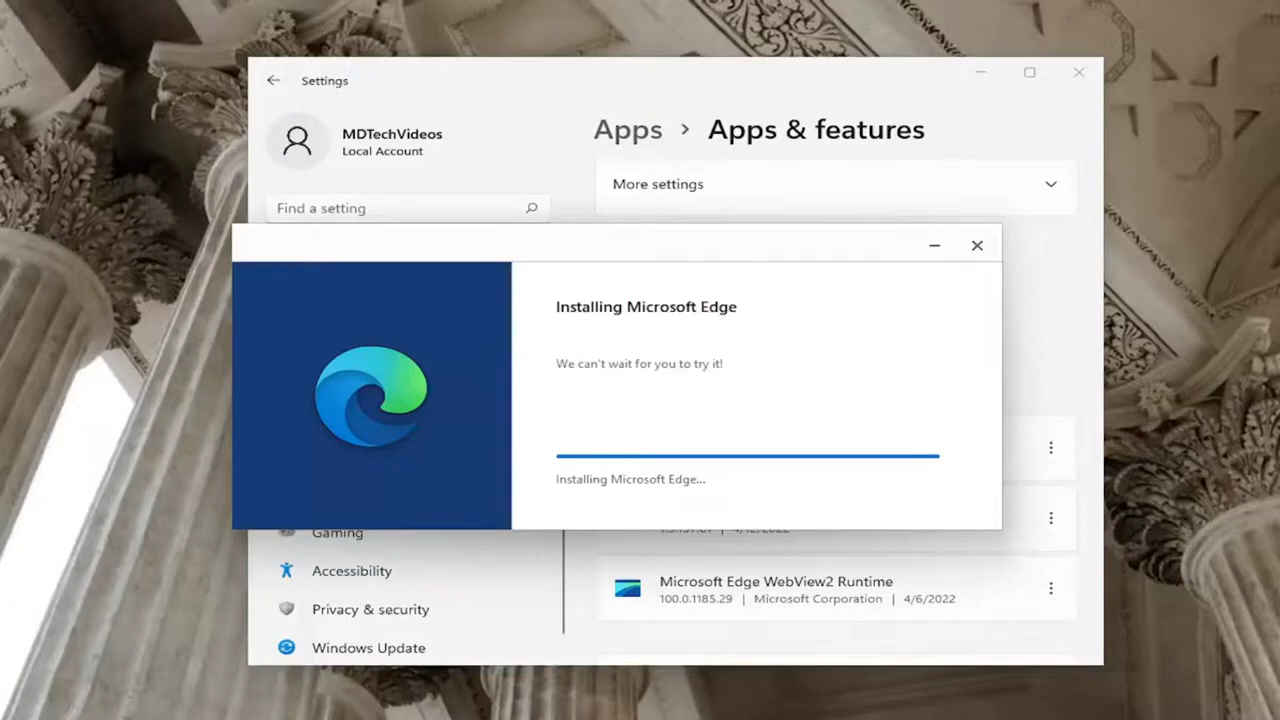 Settings
MDTechVideos
Local Account
Find a setting
Apps > Apps & features
More settings
Installing Microsoft Edge
We can't wait for you to try it!
Installing Microsoft Edge...
Gaming
Accessibility
Privacy & security
Windows Update
Microsoft Edge WebView2 Runtime
100.0.1185.29 | Microsoft Corporation | 4/6/2022